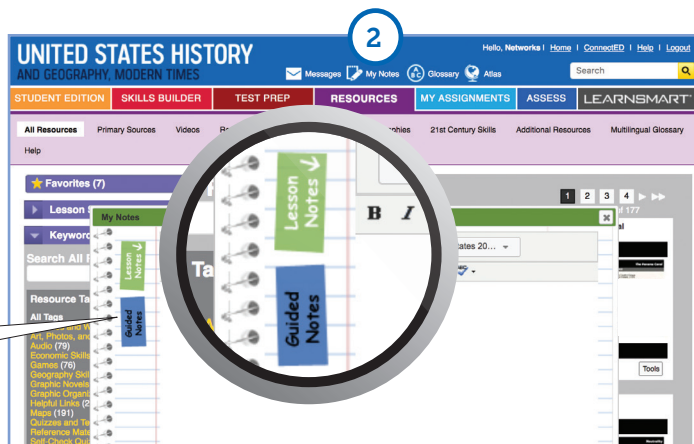 2
UNITED STATES HISTORY
AND GEOGRAPHY, MODERN TIMES
Hello, Networks! Home | ConnectED | Help | Logout
Messages My Notes Glossary Atlas
Search
STUDENT EDITION SKILLS BUILDER TEST PREP RESOURCES MY ASSIGNMENTS ASSESS LEARNSMART
All Resources Primary Sources Videos 21st Century Skills Additional Resources Multilingual Glossary
Help
Favorites (7)
1 2 3 4
Lesson
of 177
My Notes
Keyword
Search All
Lesson Notes
Guided Notes
Lesson
Notes
Guided
Notes
B I
Ta
20...
Resource Ta
All Tags
Art, Photos, and
Audio (79)
Economic Skills
Games (76)
Geography Skil
Graphic Novels
Graphic Organi
Helpful Links (2
Maps (191)
Quizzes and Te
Reference Mate
Self-Check Qui
Tools